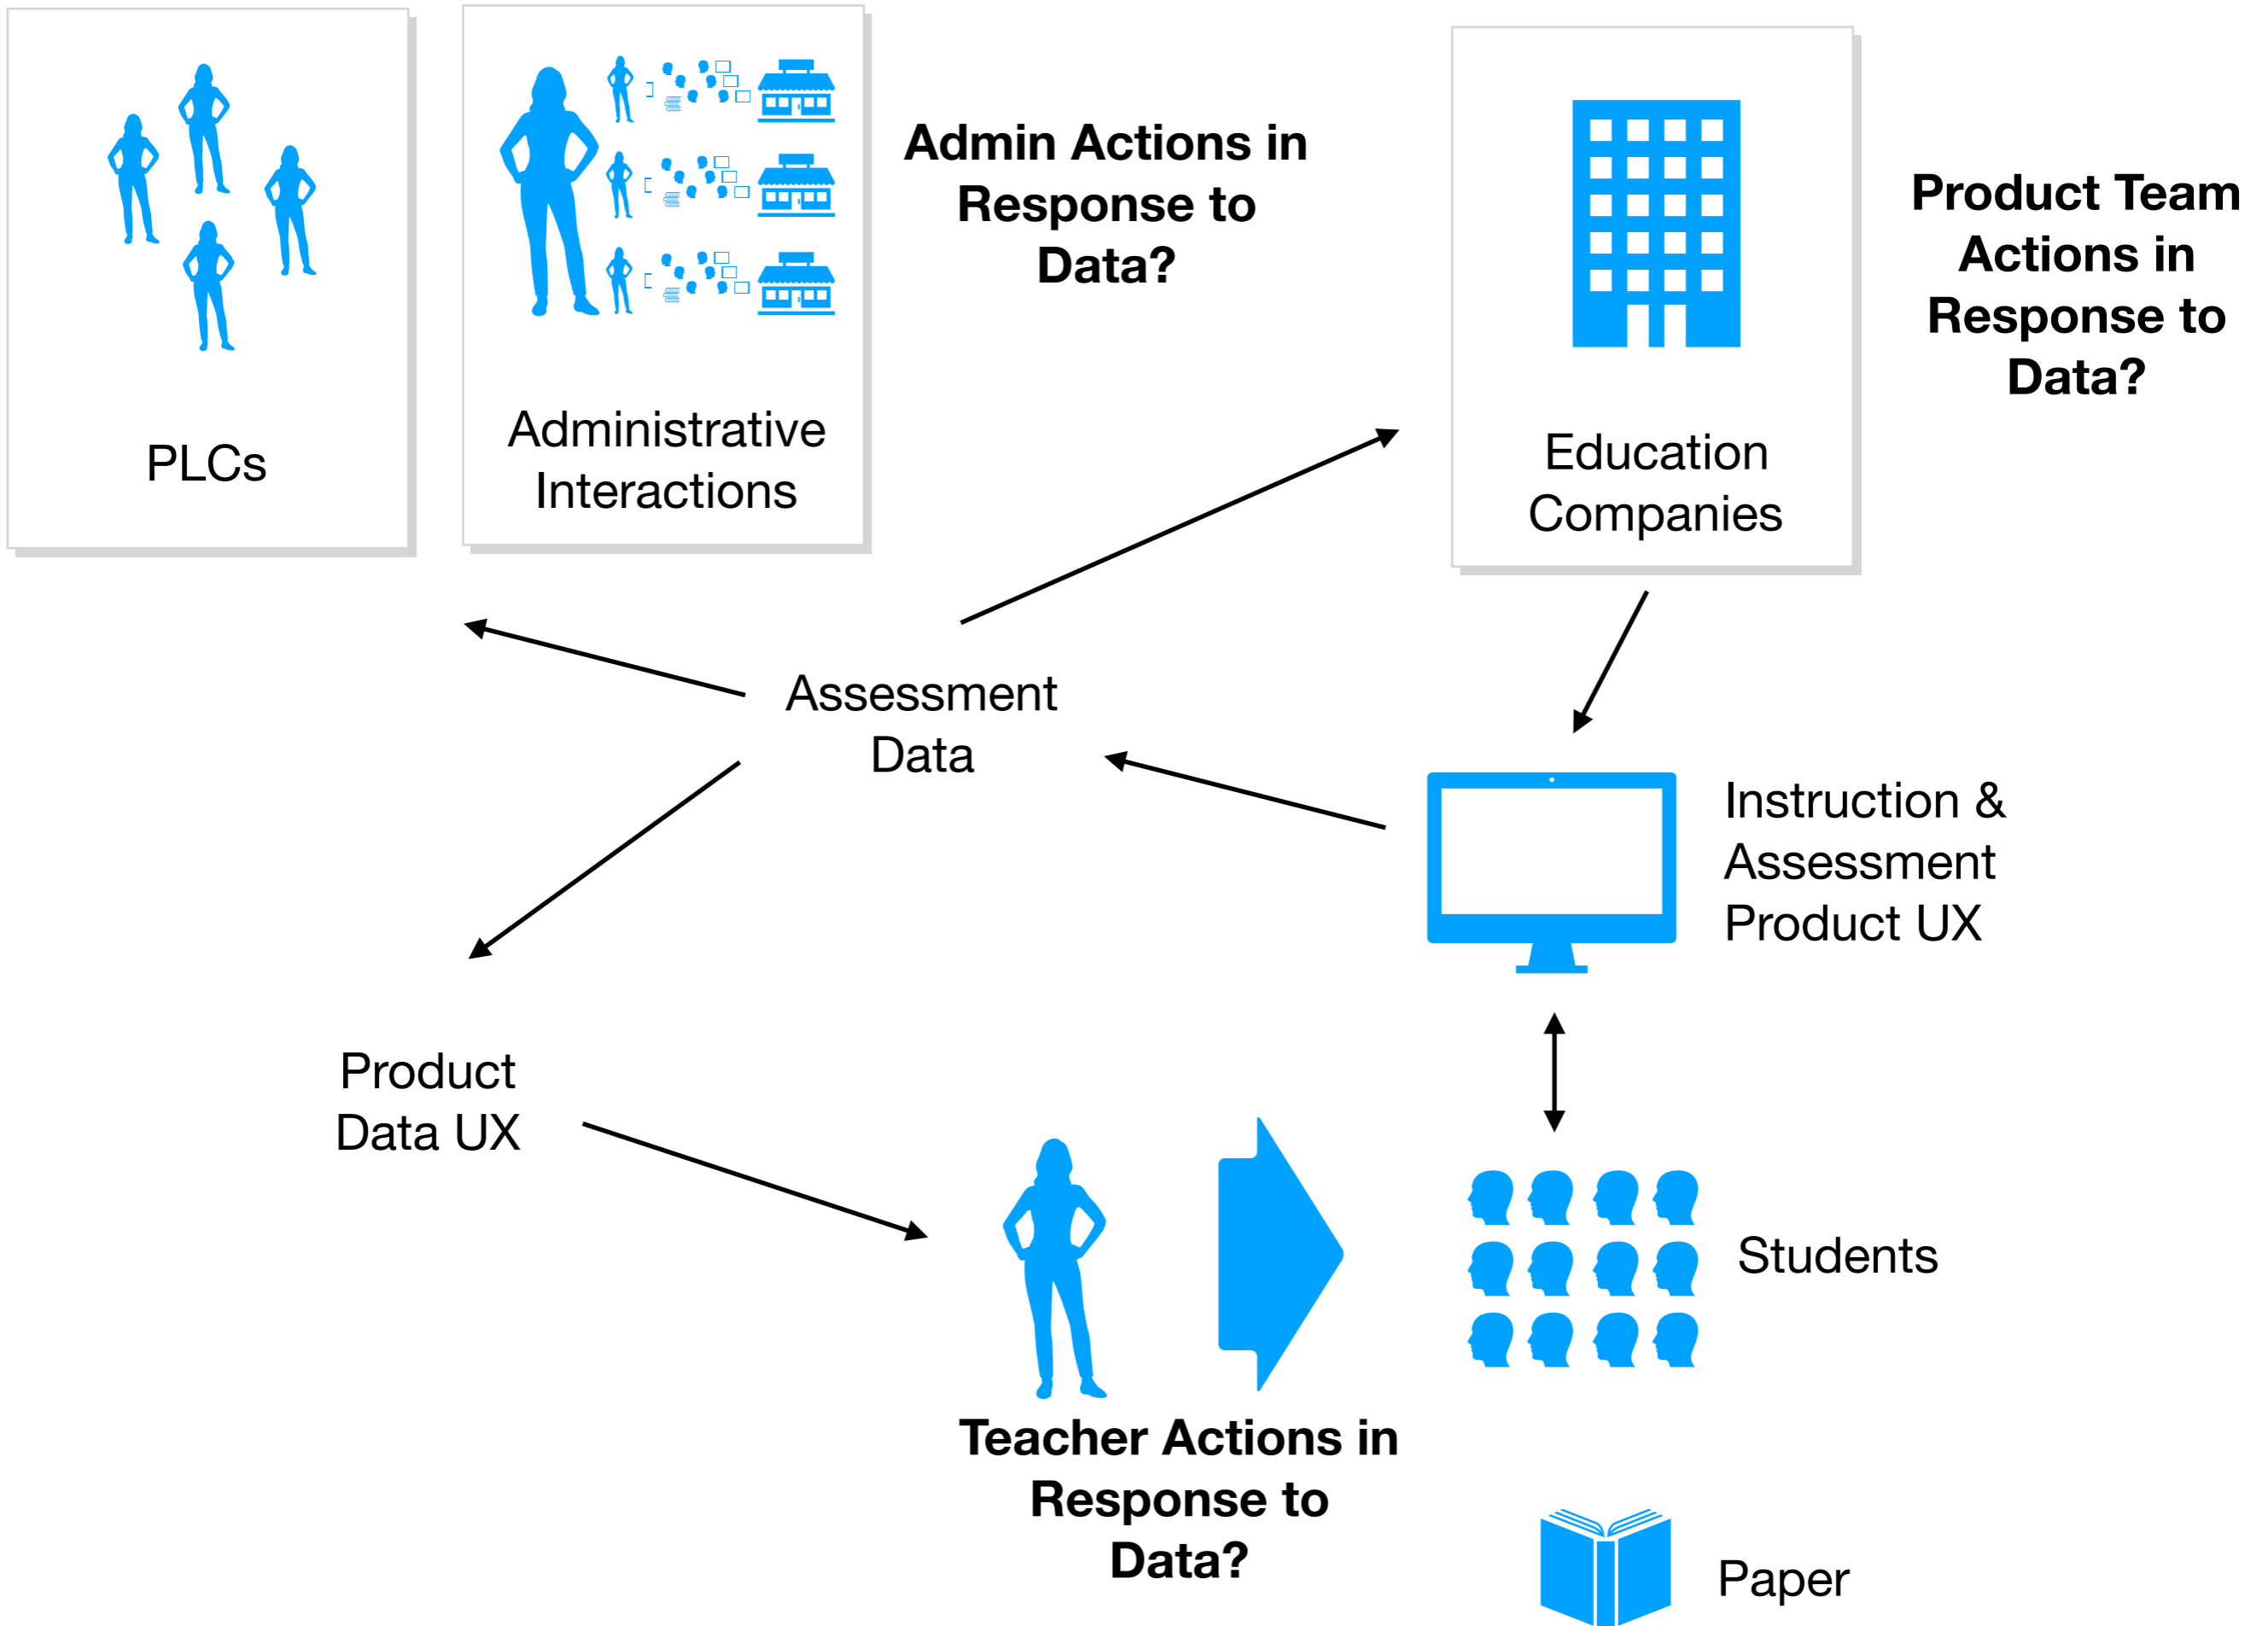 Admin Actions in
Response to
Data?
Product Team
Actions in
Response to
Data?
PLCs
Administrative
Interactions
Education
Companies
Assessment
Data
Instruction &
Assessment
Product UX
Product
Data UX
Students
Teacher Actions in
Response to
Data?
Paper